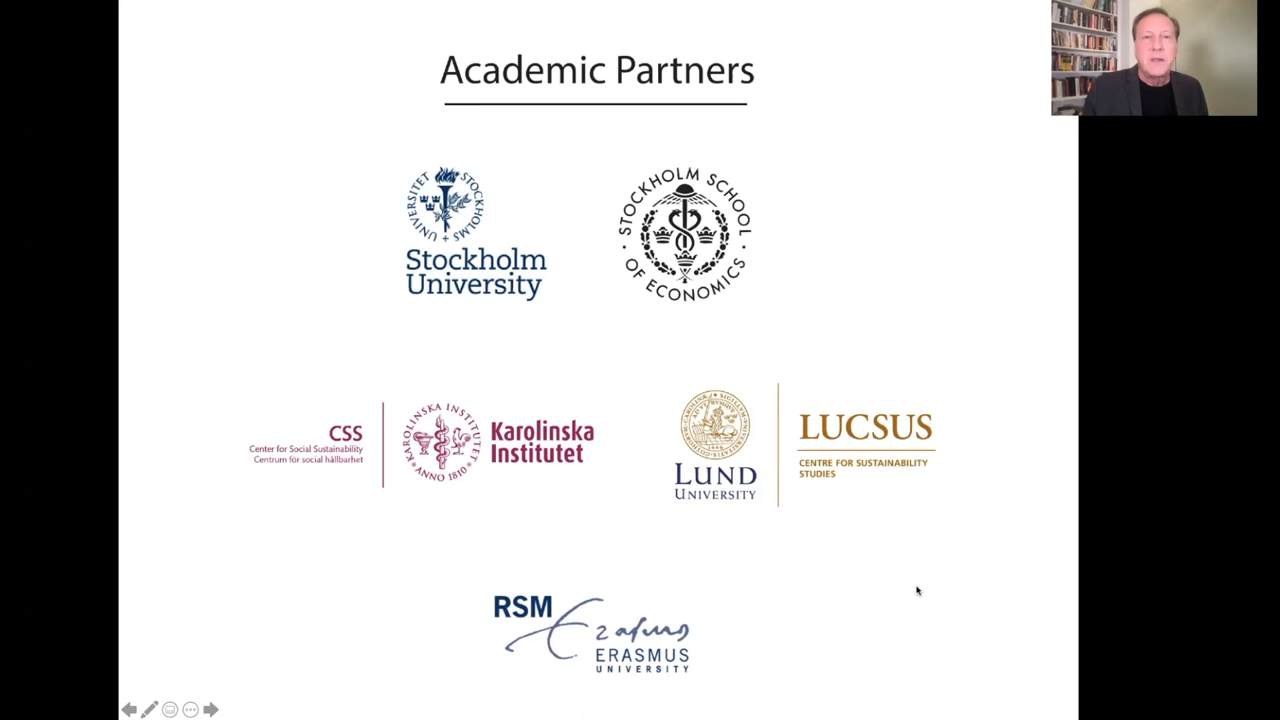 Academic Partners
UNIVERSITET STOCKHOLMS
Stockholm
University
STOCKHOLM SCHOOL
OF ECONOMICS
CSS
Center for Social Sustainability
Centrum för social hållbarhet
KAROLINSKA INSTITUTET
ANNO 1810
Karolinska
Institutet
LUND
UNIVERSITY
LUCSUS
CENTRE FOR SUSTAINABILITY
STUDIES
RSM
Erasmus
ERASMUS
UNIVERSITY